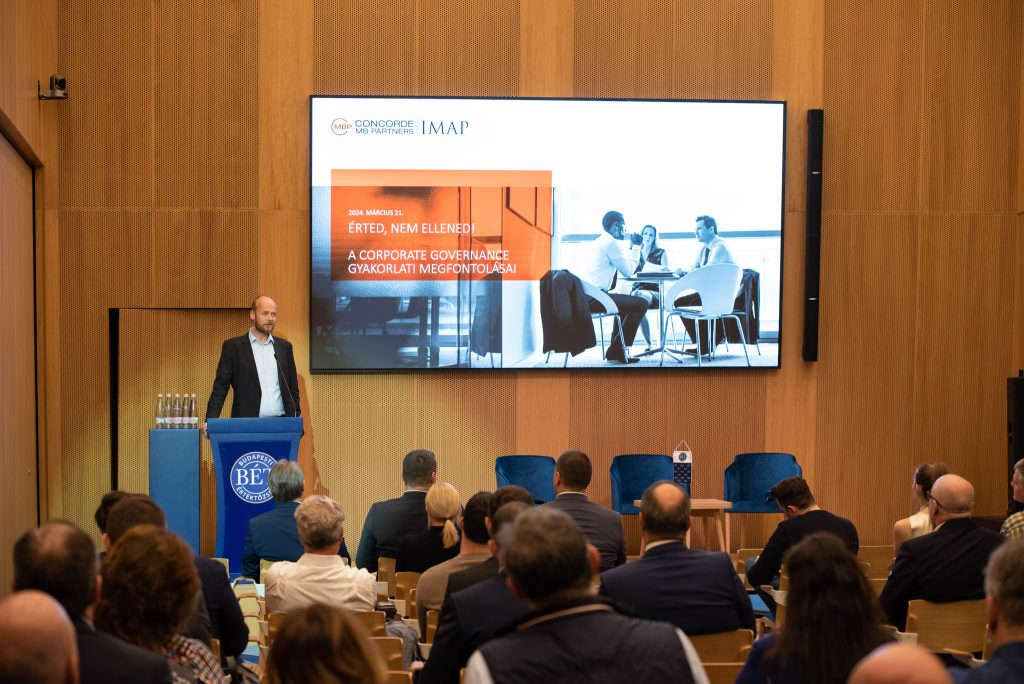 MBP
CONCORDE
MB PARTNERS
IMAP
2024. MÁRCIUS 21.
ÉRTED, NEM ELLENED!
A CORPORATE GOVERNANCE
GYAKORLATI MEGFONTOLÁSAI
BUDAPESTI
BÉT
ÉRTÉKTŐZSDE